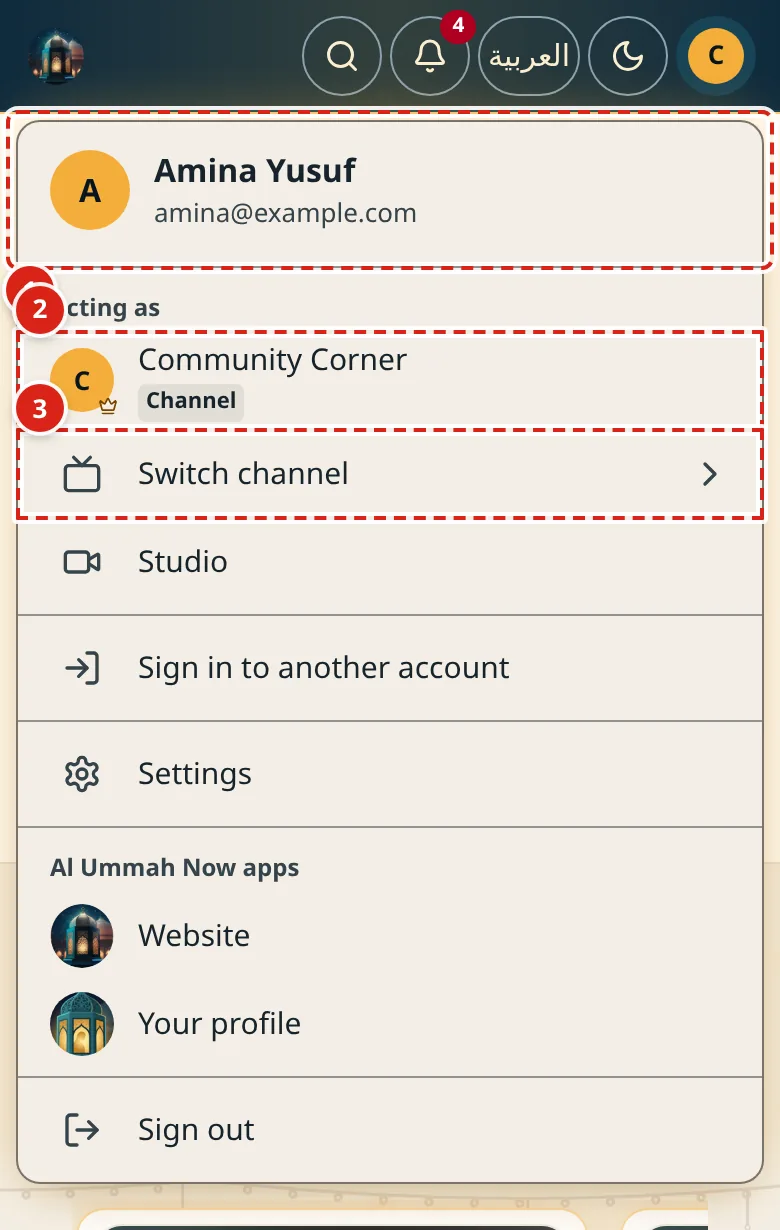 4
العربية
C
A
Amina Yusuf
amina@example.com
2
cting as
C
Community Corner
Channel
3
Switch channel
Studio
Sign in to another account
Settings
Al Ummah Now apps
Website
Your profile
Sign out